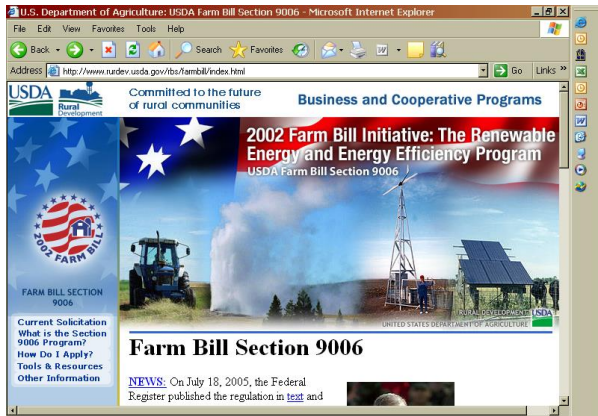 U.S. Department of Agriculture: USDA Farm Bill Section 9006 - Microsoft Internet Explorer
File Edit View Favorites Tools Help
Back Search Favorites
Address http://www.rurdev.usda.gov/rbs/farmbill/index.html Go Links »
USDA
Rural
Development
Committed to the future
of rural communities
Business and Cooperative Programs
2002 Farm Bill Initiative: The Renewable
Energy and Energy Efficiency Program
USDA Farm Bill Section 9006
2002 FARM BILL
FARM BILL SECTION
9006
RURAL DEVELOPMENT USDA
UNITED STATES DEPARTMENT OF AGRICULTURE
Current Solicitation
What is the Section
9006 Program?
How Do I Apply?
Tools & Resources
Other Information
Farm Bill Section 9006
NEWS: On July 18, 2005, the Federal
Register published the regulation in text and